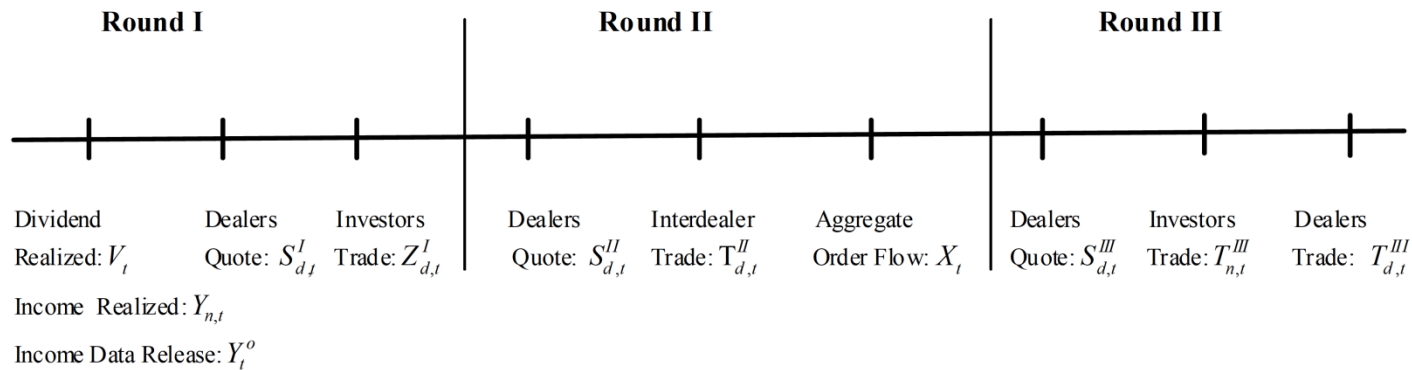 Round I Round II Round III
Dividend Dealers Investors Dealers Interdealer Aggregate Dealers Investors Dealers
Realized: V_t Quote: S^I_{d,t} Trade: Z^I_{d,t} Quote: S^{II}_{d,t} Trade: T^{II}_{d,t} Order Flow: X_t Quote: S^{III}_{d,t} Trade: T^{III}_{n,t} Trade: T^{III}_{d,t}
Income Realized: Y_{n,t}
Income Data Release: Y^o_t